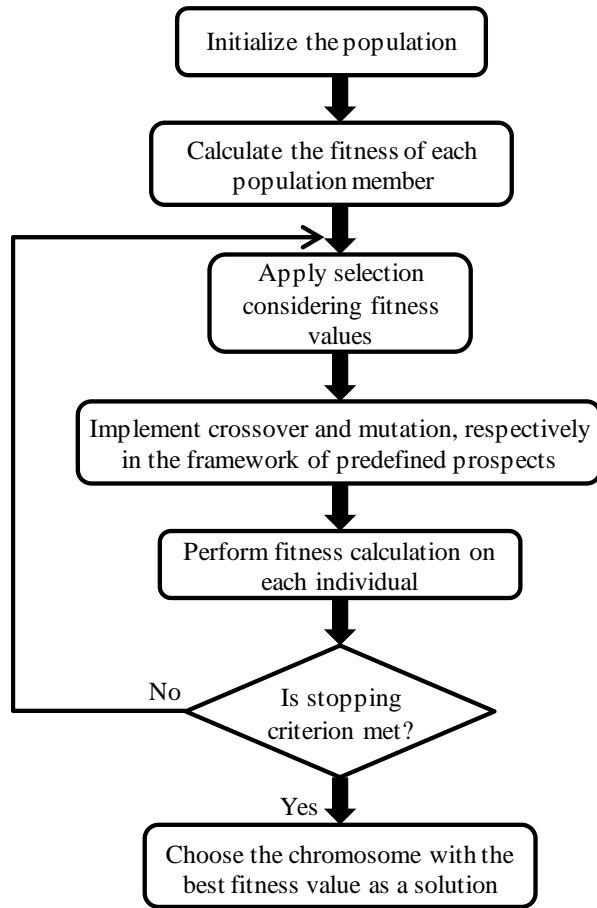 Initialize the population
Calculate the fitness of each
population member
Apply selection
considering fitness
values
Implement crossover and mutation, respectively
in the framework of predefined prospects
Perform fitness calculation on
each individual
No
Is stopping
criterion met?
Yes
Choose the chromosome with the
best fitness value as a solution